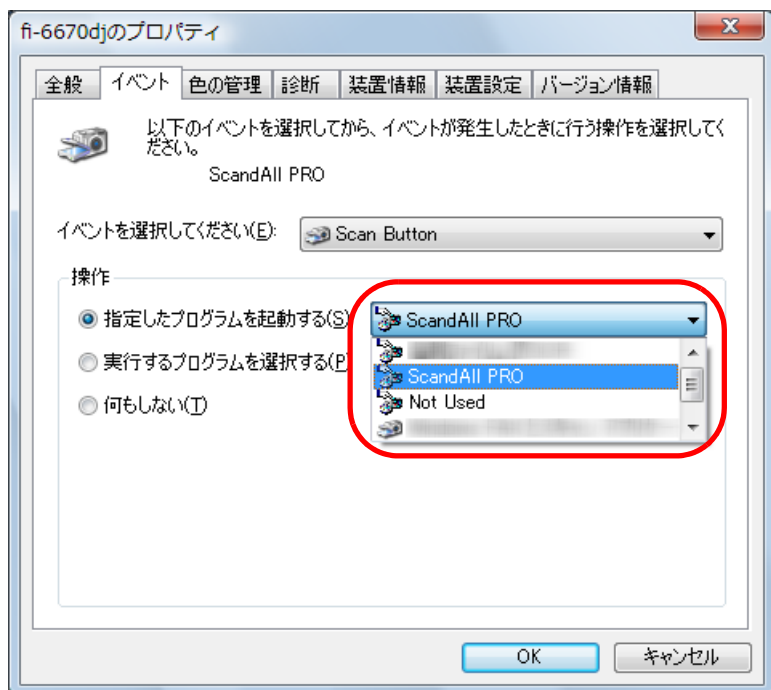 fi-6670djのプロパティ
全般 イベント 色の管理 診断 装置情報 装置設定 バージョン情報
以下のイベントを選択してから、イベントが発生したときに行う操作を選択してく
ださい。
ScandAll PRO
イベントを選択してください(E): Scan Button
操作
指定したプログラムを起動する(S) ScandAll PRO
実行するプログラムを選択する(P)
ScandAll PRO
何もしない(T) Not Used
OK キャンセル